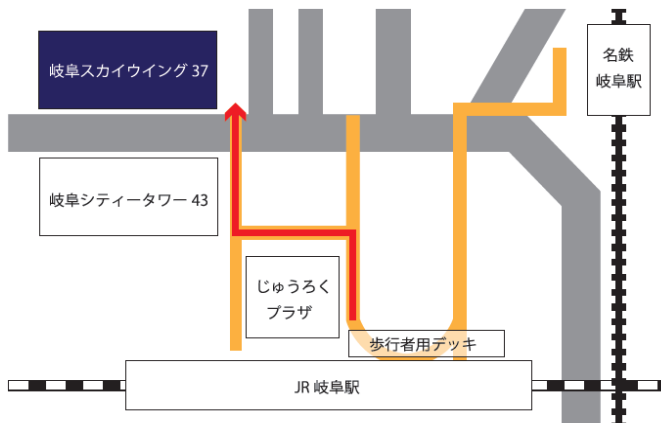 岐阜スカイウイング 37
名鉄
岐阜駅
岐阜シティータワー 43
じゅうろく
プラザ
歩行者用デッキ
JR 岐阜駅